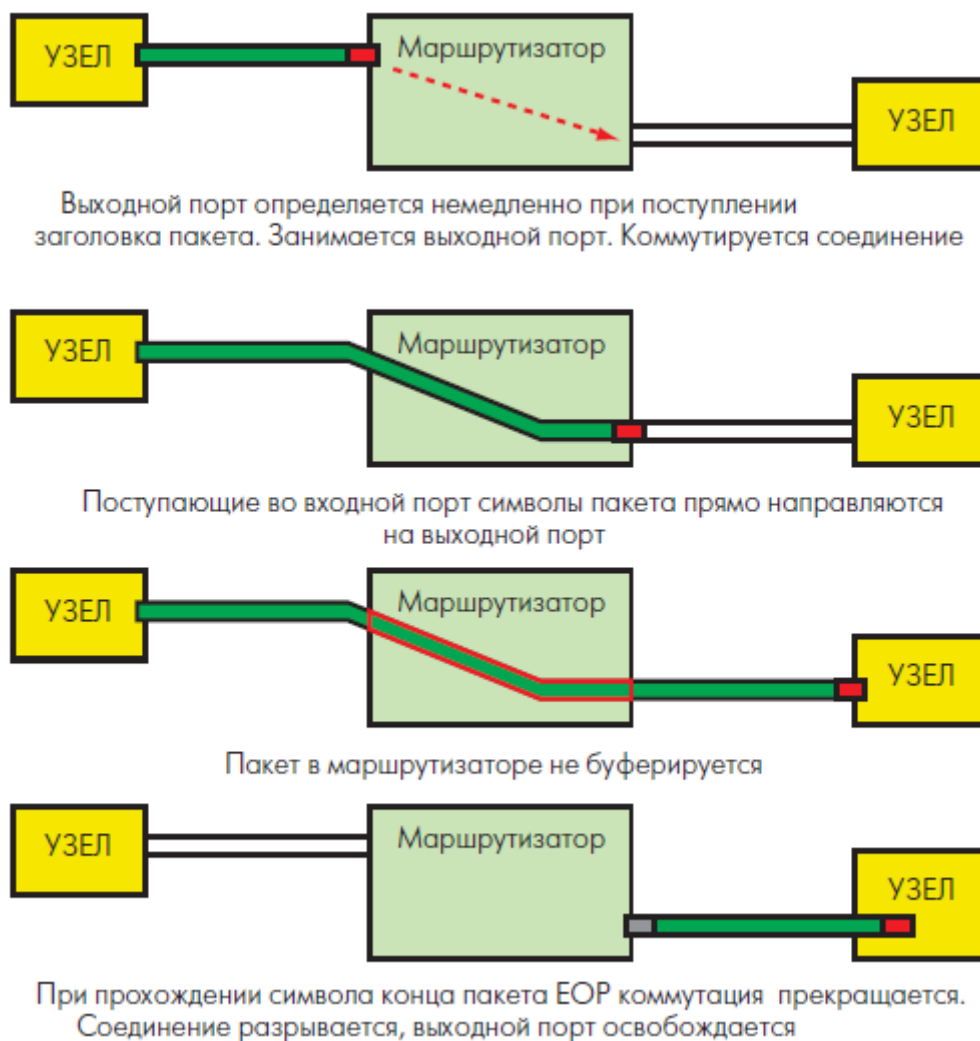 УЗЕЛ
Маршрутизатор
УЗЕЛ
Выходной порт определяется немедленно при поступлении
заголовка пакета. Занимается выходной порт. Коммутируется соединение
УЗЕЛ
Маршрутизатор
УЗЕЛ
Поступающие во входной порт символы пакета прямо направляются
на выходной порт
УЗЕЛ
Маршрутизатор
УЗЕЛ
Пакет в маршрутизаторе не буферируется
УЗЕЛ
Маршрутизатор
УЗЕЛ
При прохождении символа конца пакета EOP коммутация прекращается.
Соединение разрывается, выходной порт освобождается